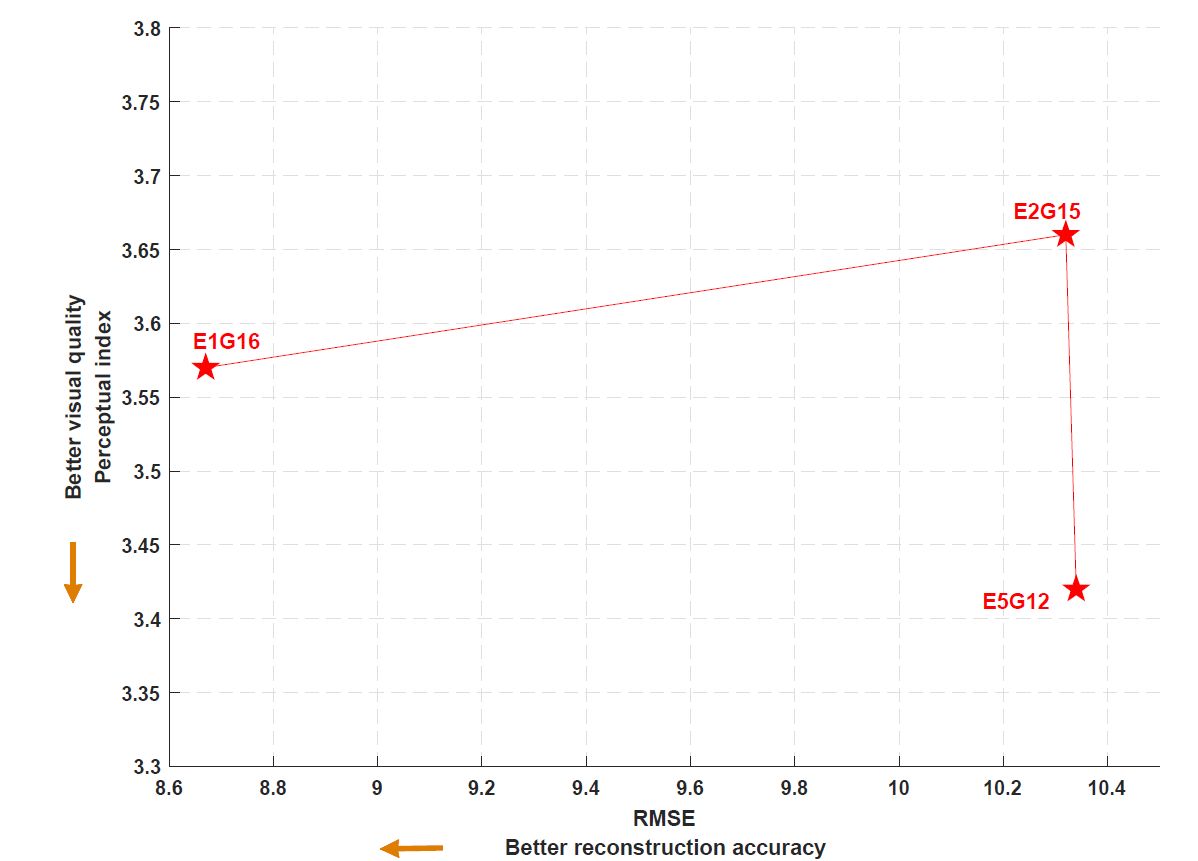 3.8
3.75
3.7
3.65
3.6
3.55
3.5
3.45
3.4
3.35
3.3
Better visual quality
Perceptual index
E1G16
E2G15
E5G12
8.6 8.8 9 9.2 9.4 9.6 9.8 10 10.2 10.4
RMSE
Better reconstruction accuracy